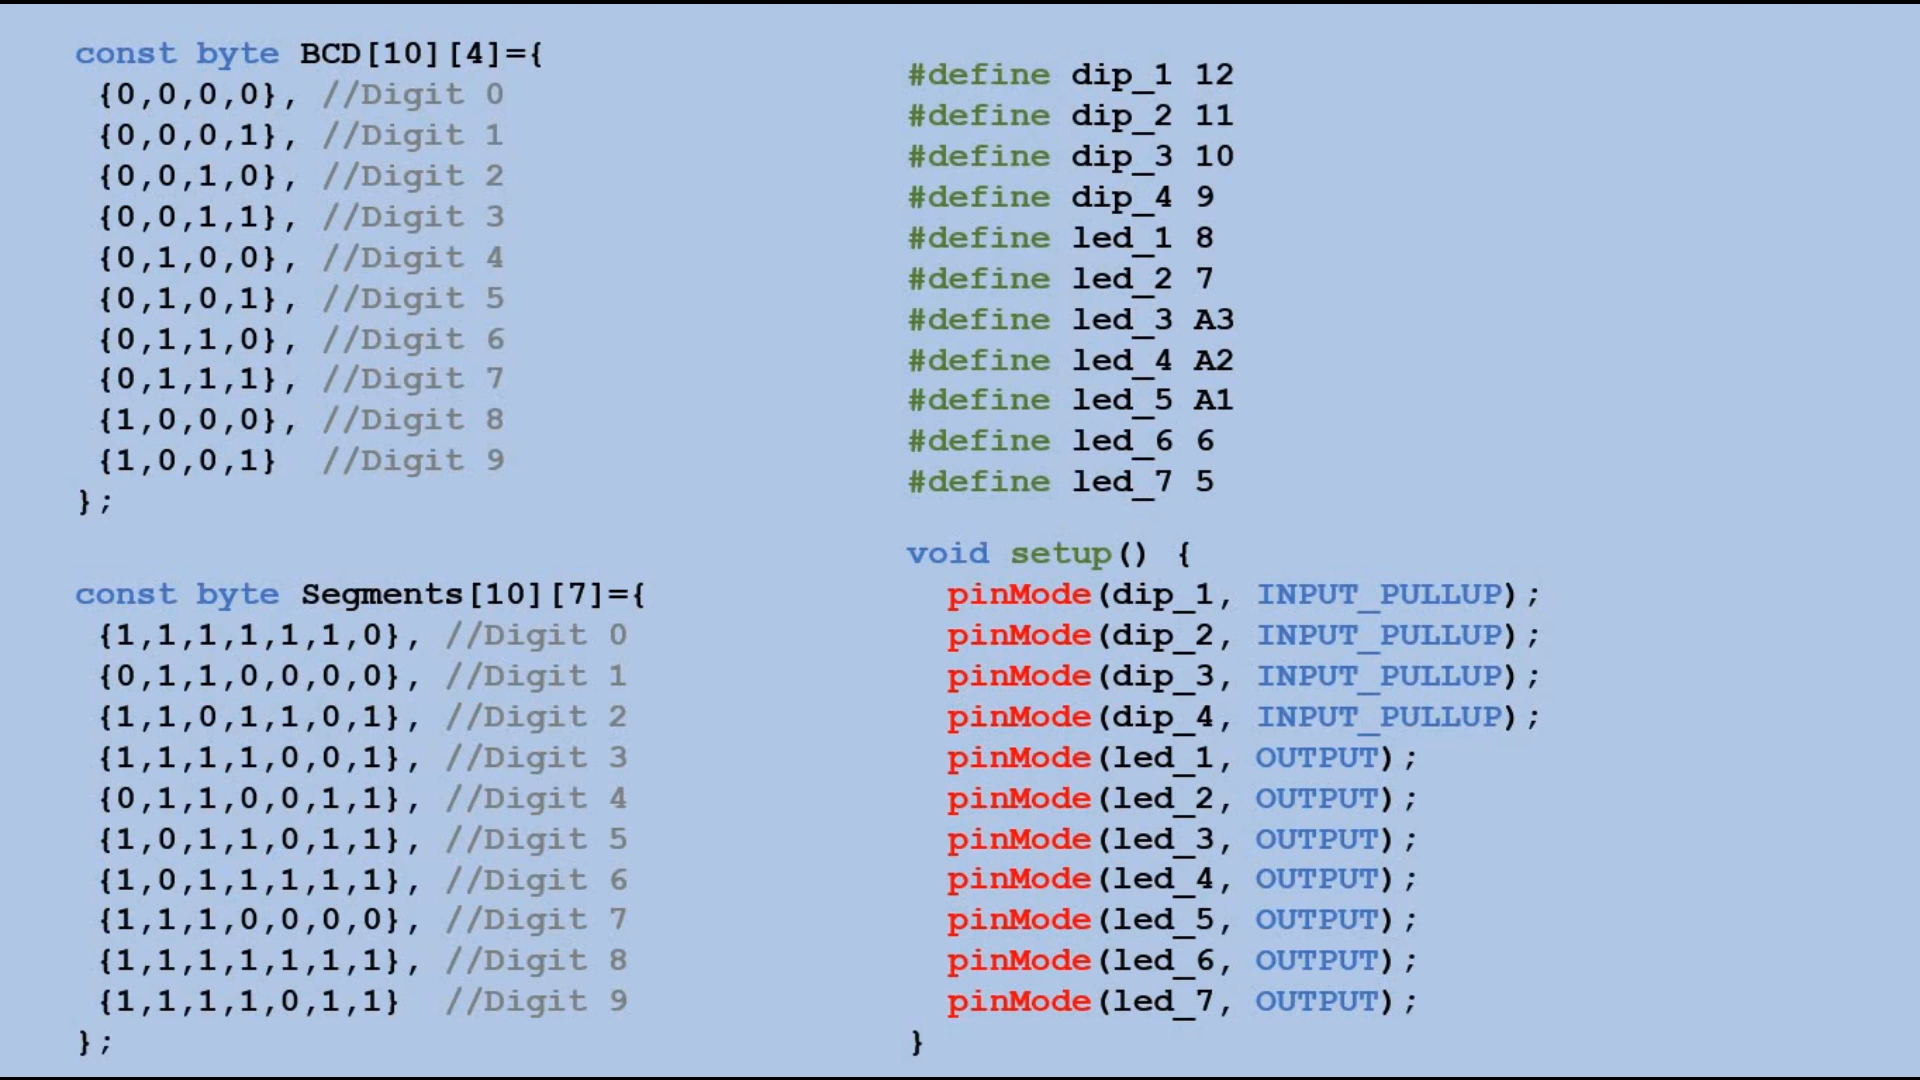 const byte BCD[10][4]={
{0,0,0,0}, //Digit 0
{0,0,0,1}, //Digit 1
{0,0,1,0}, //Digit 2
{0,0,1,1}, //Digit 3
{0,1,0,0}, //Digit 4
{0,1,0,1}, //Digit 5
{0,1,1,0}, //Digit 6
{0,1,1,1}, //Digit 7
{1,0,0,0}, //Digit 8
{1,0,0,1} //Digit 9
};
const byte Segments[10][7]={
{1,1,1,1,1,1,0}, //Digit 0
{0,1,1,0,0,0,0}, //Digit 1
{1,1,0,1,1,0,1}, //Digit 2
{1,1,1,1,0,0,1}, //Digit 3
{0,1,1,0,0,1,1}, //Digit 4
{1,0,1,1,0,1,1}, //Digit 5
{1,0,1,1,1,1,1}, //Digit 6
{1,1,1,0,0,0,0}, //Digit 7
{1,1,1,1,1,1,1}, //Digit 8
{1,1,1,1,0,1,1} //Digit 9
};
#define dip_1 12
#define dip_2 11
#define dip_3 10
#define dip_4 9
#define led_1 8
#define led_2 7
#define led_3 A3
#define led_4 A2
#define led_5 A1
#define led_6 6
#define led_7 5
void setup() {
pinMode(dip_1, INPUT_PULLUP);
pinMode(dip_2, INPUT_PULLUP);
pinMode(dip_3, INPUT_PULLUP);
pinMode(dip_4, INPUT_PULLUP);
pinMode(led_1, OUTPUT);
pinMode(led_2, OUTPUT);
pinMode(led_3, OUTPUT);
pinMode(led_4, OUTPUT);
pinMode(led_5, OUTPUT);
pinMode(led_6, OUTPUT);
pinMode(led_7, OUTPUT);
}